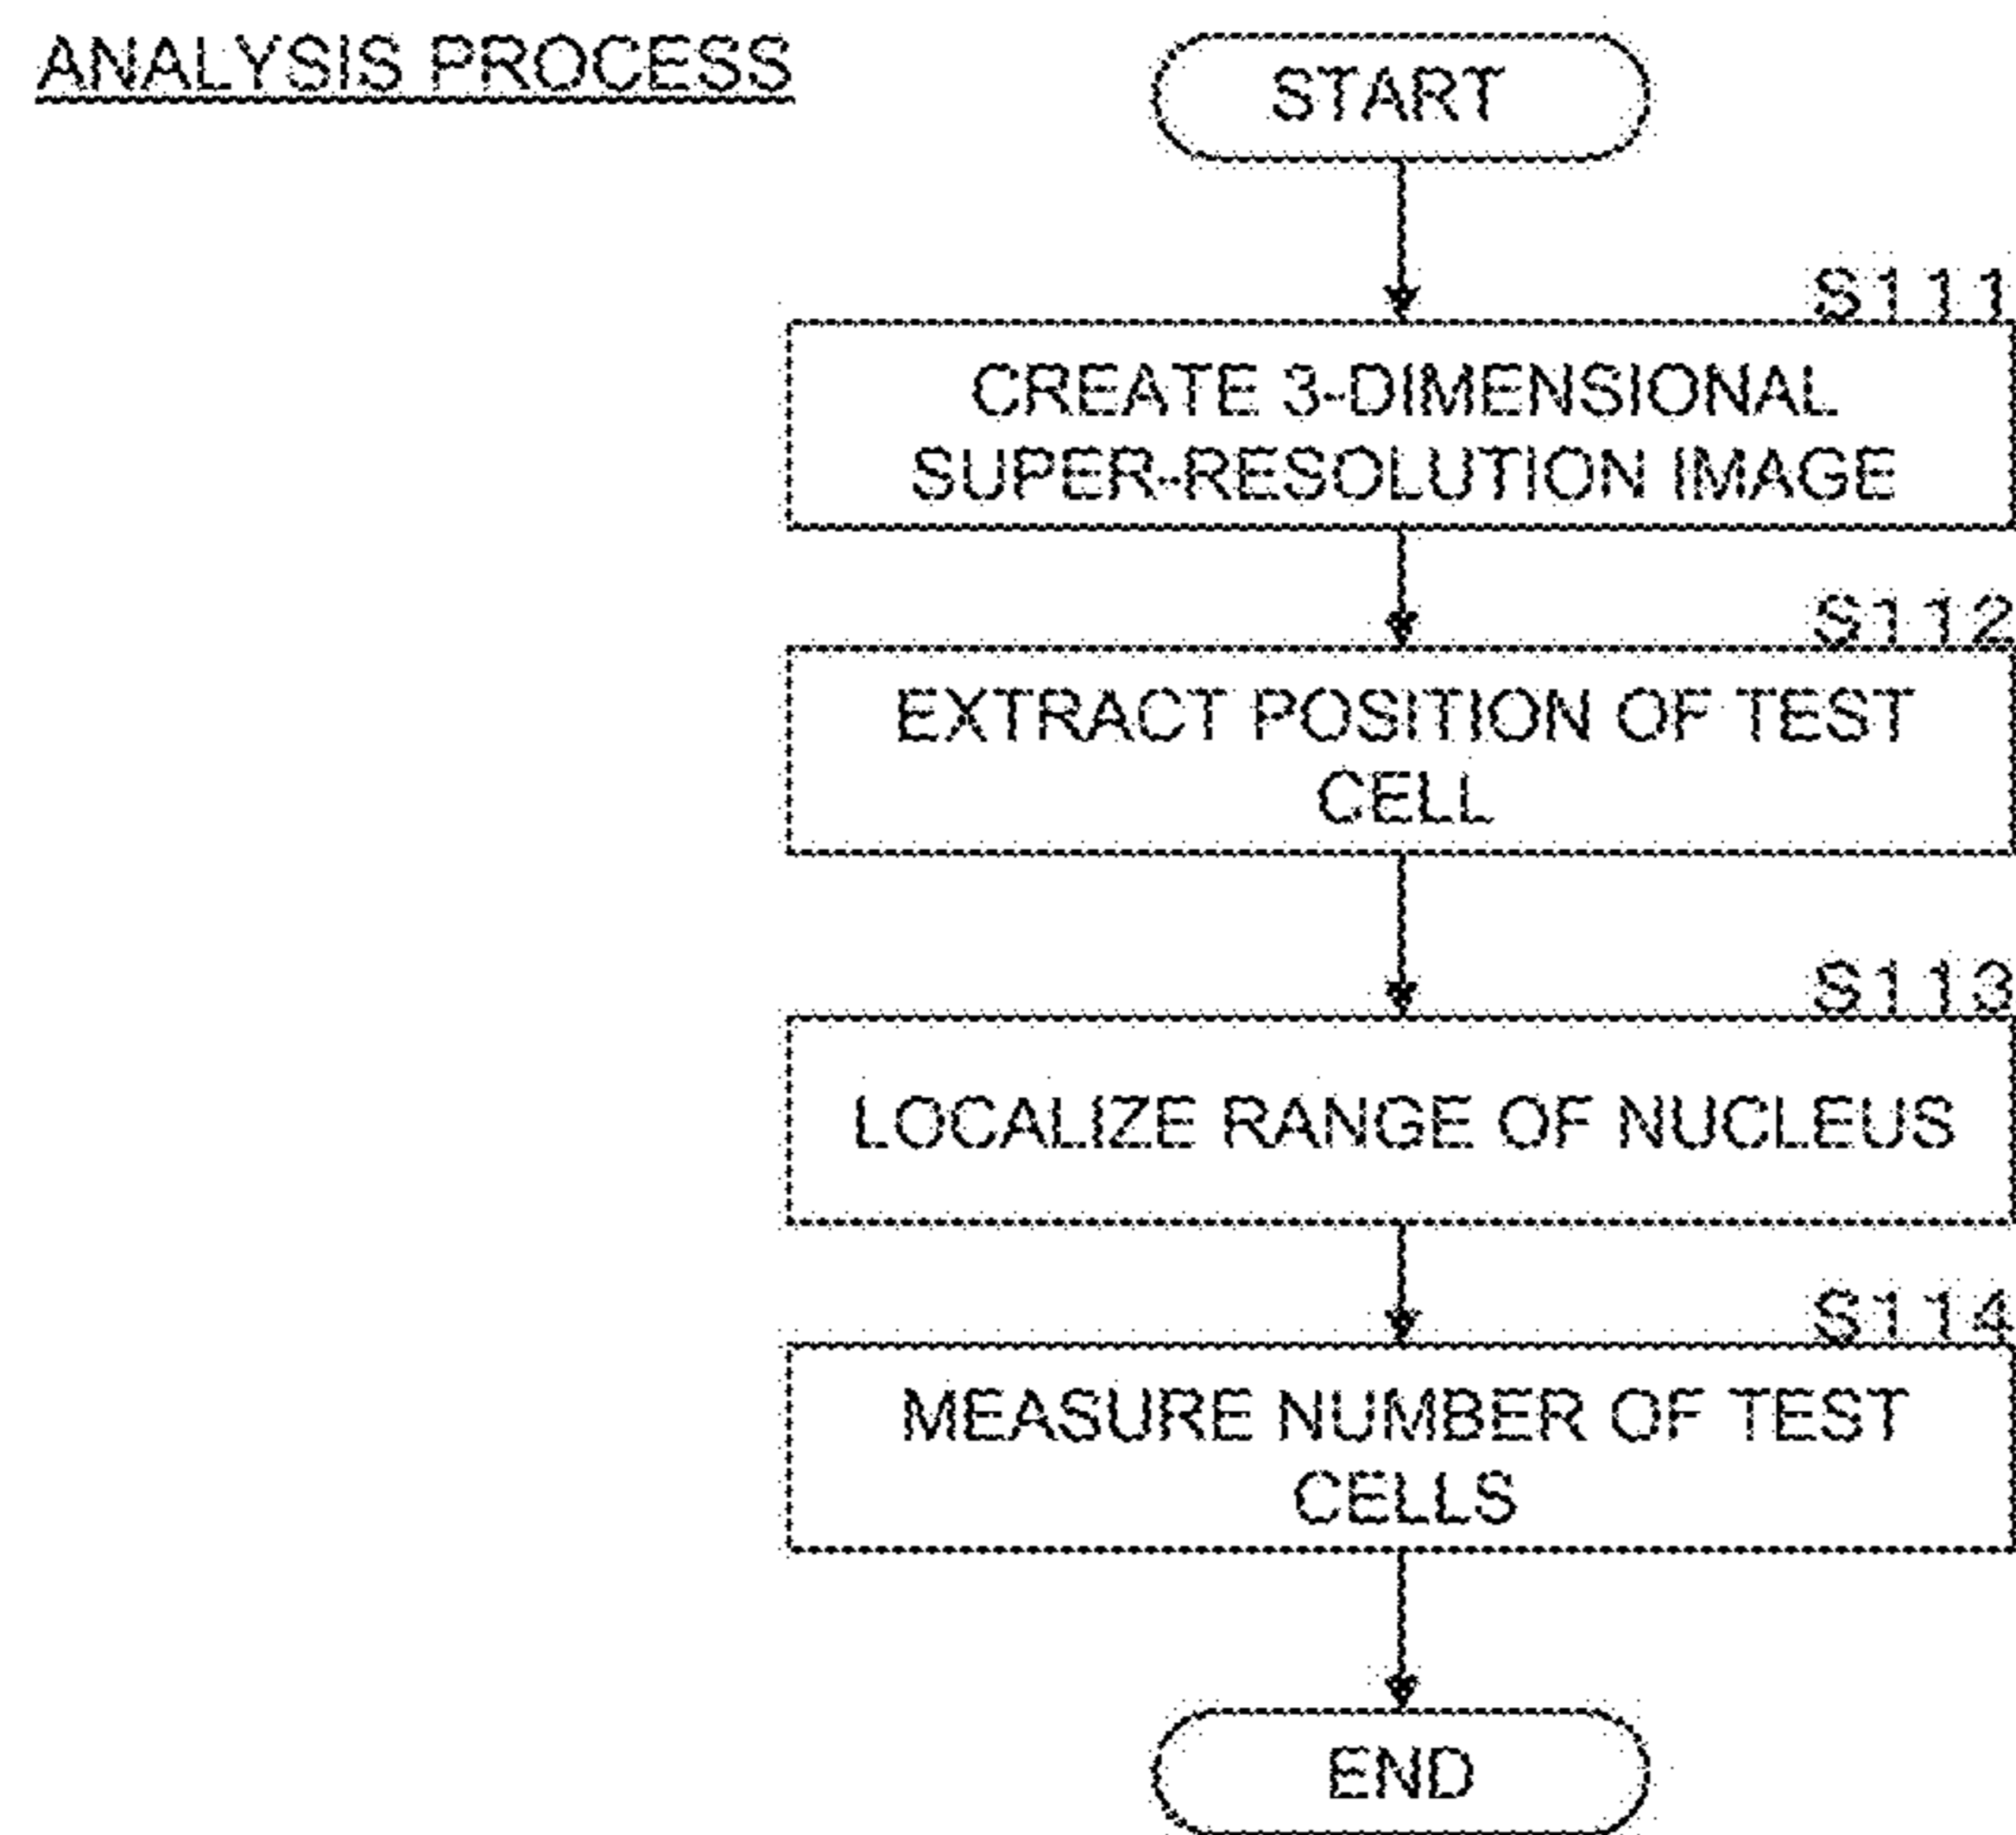 ANALYSIS PROCESS
START
S111
CREATE 3-DIMENSIONAL
SUPER-RESOLUTION IMAGE
S112
EXTRACT POSITION OF TEST
CELL
S113
LOCALIZE RANGE OF NUCLEUS
S114
MEASURE NUMBER OF TEST
CELLS
END